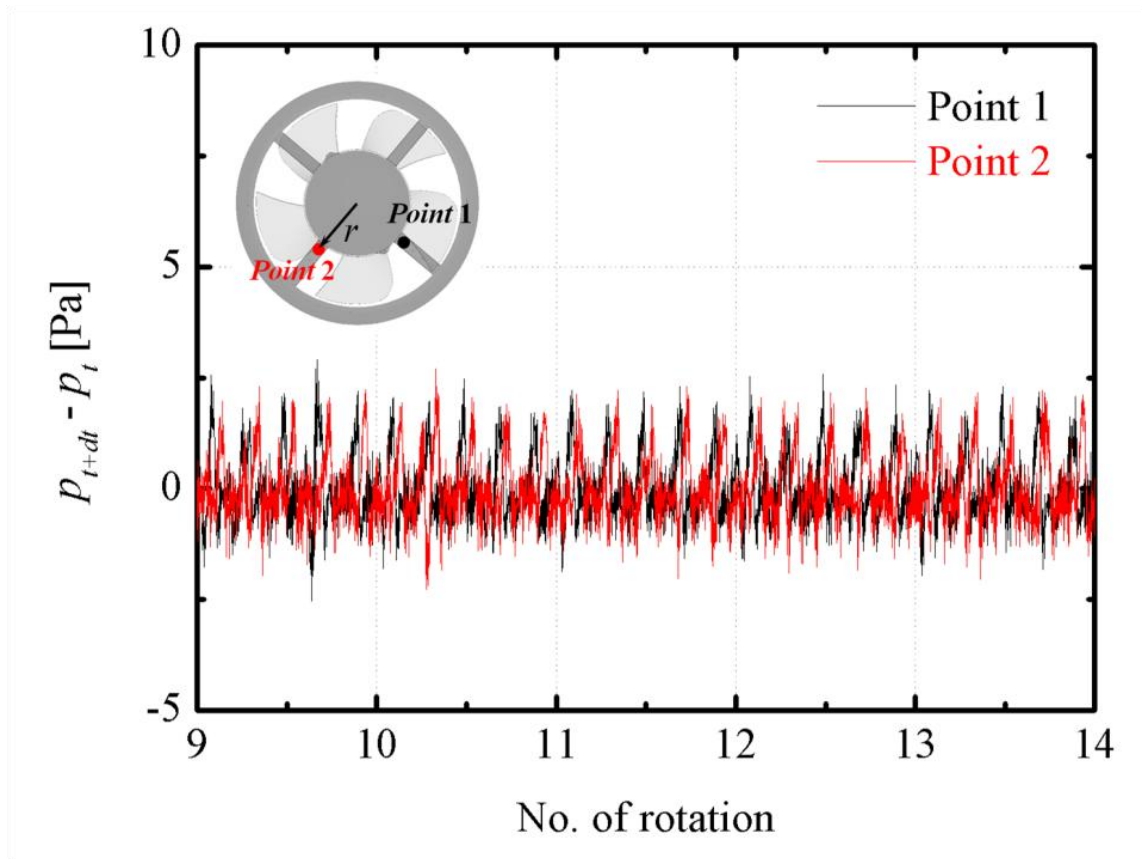 10
Point 1
Point 2
Point 1
r
Point 2
5
p_{t+dt} - p_t [Pa]
0
-5
9 10 11 12 13 14
No. of rotation